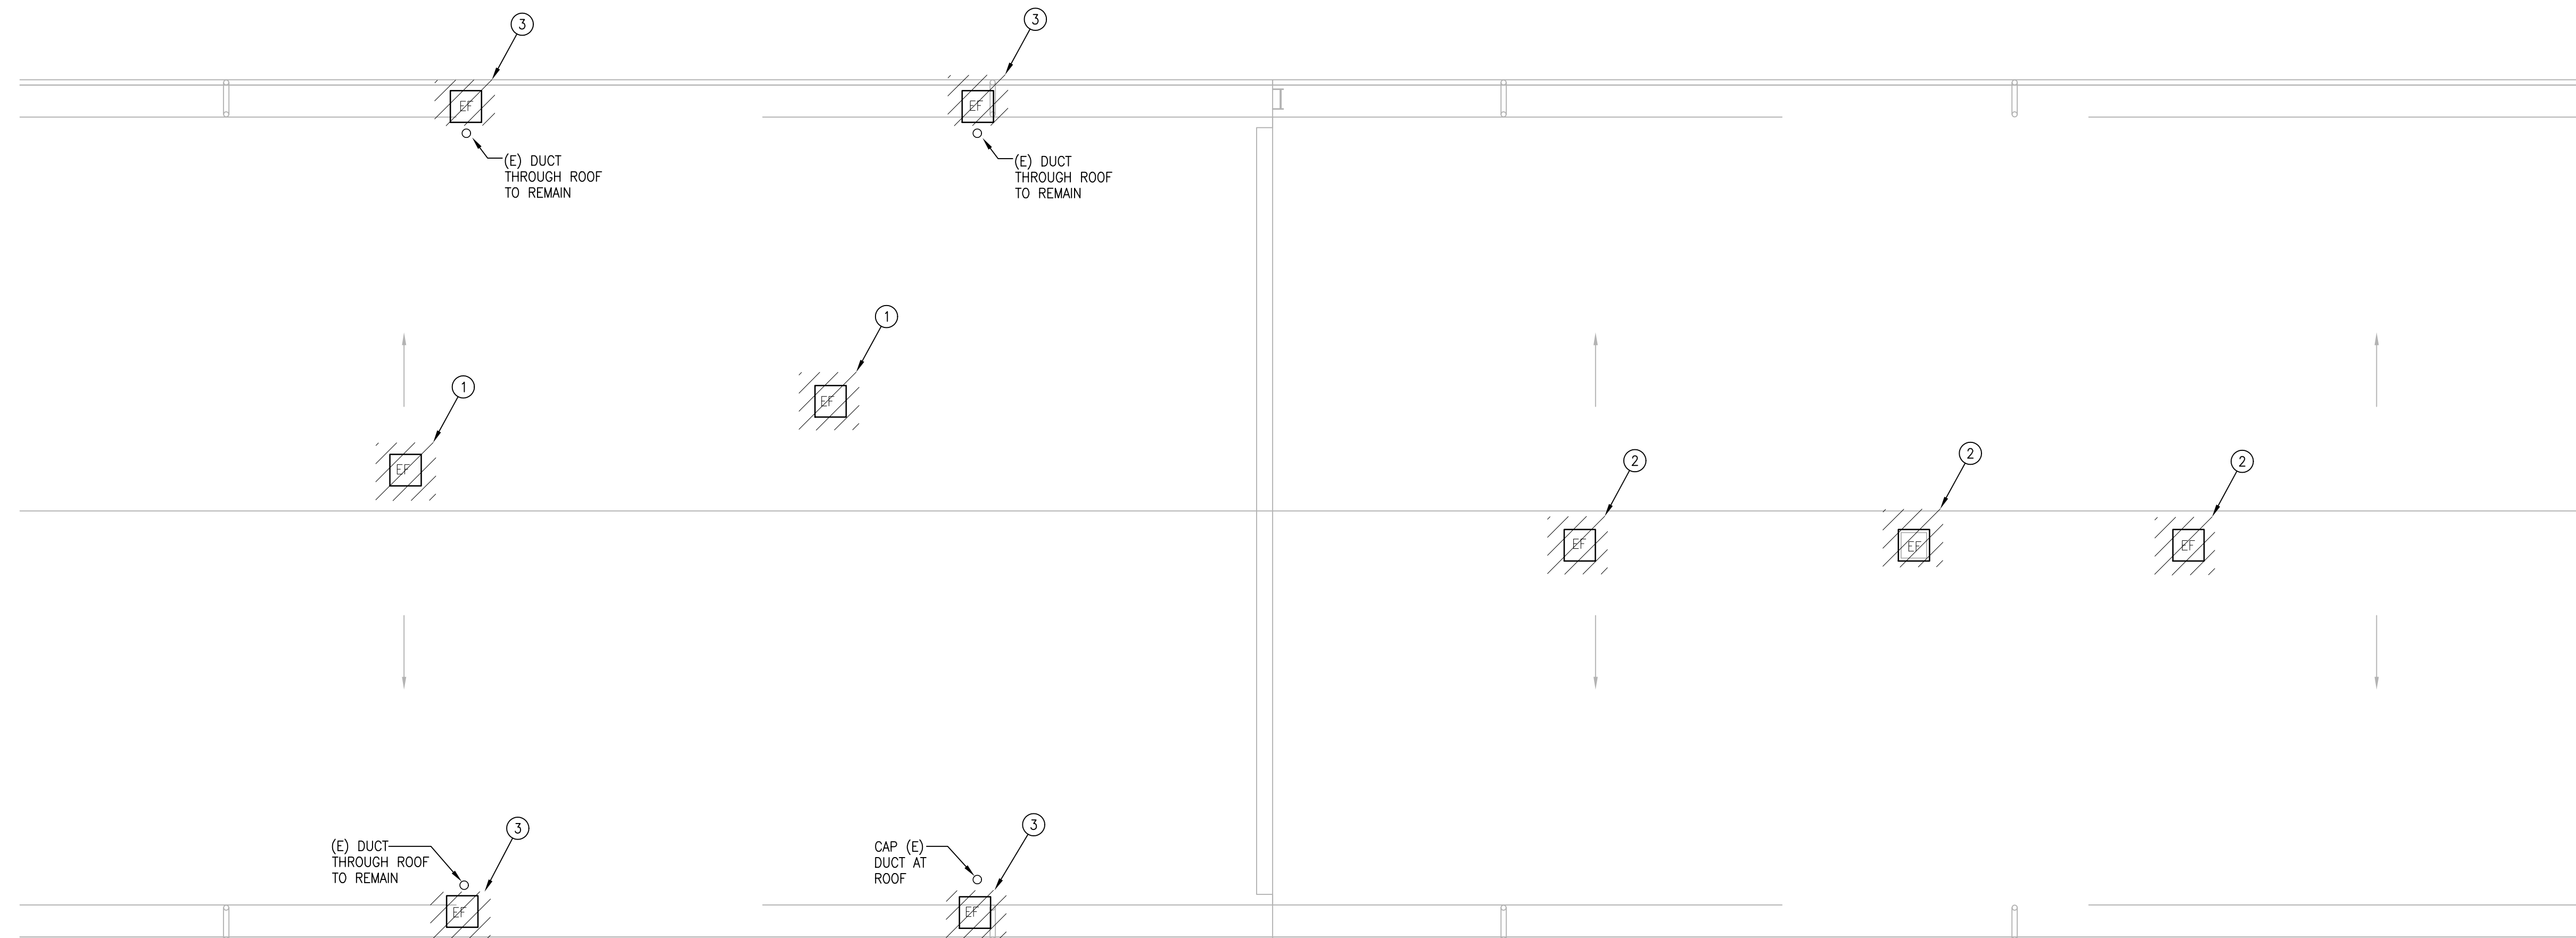 3
3
EF
EF
(E) DUCT
THROUGH ROOF
TO REMAIN
(E) DUCT
THROUGH ROOF
TO REMAIN
1
1
EF
EF
2
2
2
EF
EF
EF
3
3
(E) DUCT
THROUGH ROOF
TO REMAIN
CAP (E)
DUCT AT
ROOF
EF
EF